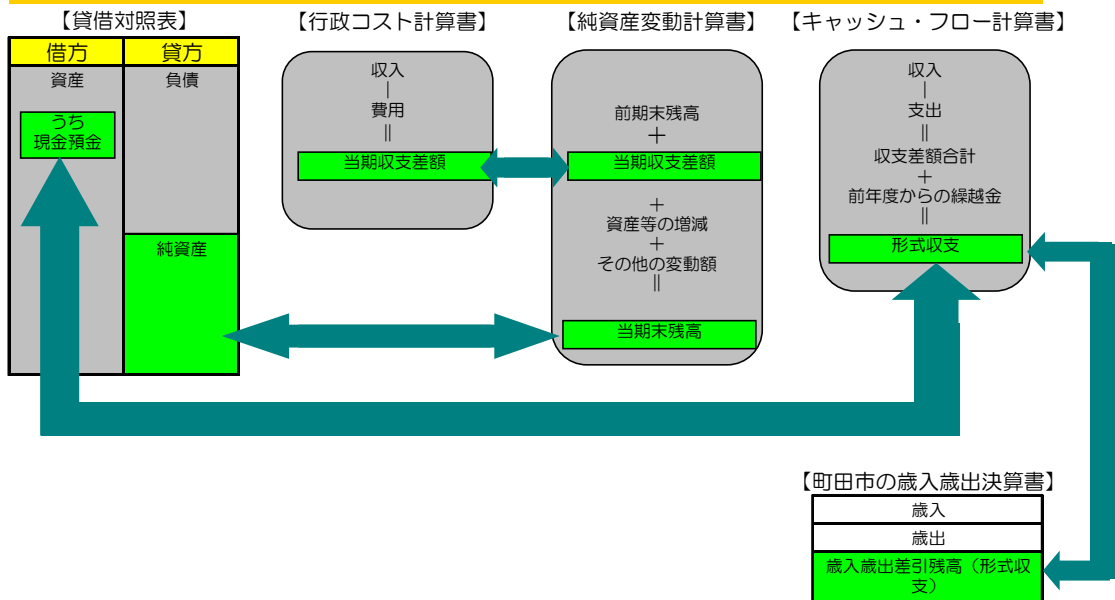 【貸借対照表】
借方
貸方
資産
うち
現金預金
負債
純資産
【行政コスト計算書】
収入
｜
費用
||
当期収支差額
【純資産変動計算書】
前期末残高
＋
当期収支差額
＋
資産等の増減
＋
その他の変動額
||
当期末残高
【キャッシュ・フロー計算書】
収入
｜
支出
||
収支差額合計
＋
前年度からの繰越金
||
形式収支
【町田市の歳入歳出決算書】
歳入
歳出
歳入歳出差引残高（形式収
支）